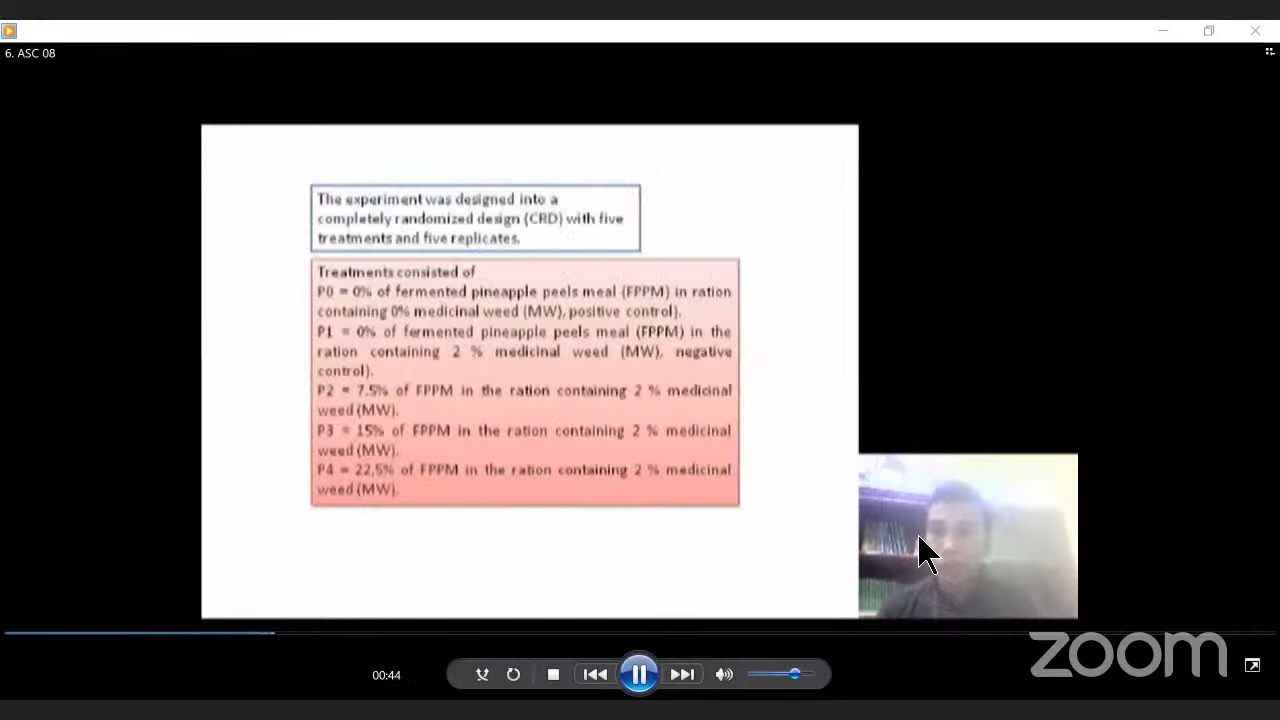 6. ASC 08
The experiment was designed into a
completely randomized design (CRD) with five
treatments and five replicates.
Treatments consisted of
P0 = 0% of fermented pineapple peels meal (FPPM) in ration
containing 0% medicinal weed (MW), positive control).
P1 = 0% of fermented pineapple peels meal (FPPM) in the
ration containing 2 % medicinal weed (MW), negative
control).
P2 = 7.5% of FPPM in the ration containing 2 % medicinal
weed (MW).
P3 = 15% of FPPM in the ration containing 2 % medicinal
weed (MW).
P4 = 22,5% of FPPM in the ration containing 2 % medicinal
weed (MW).
00:44
zoom